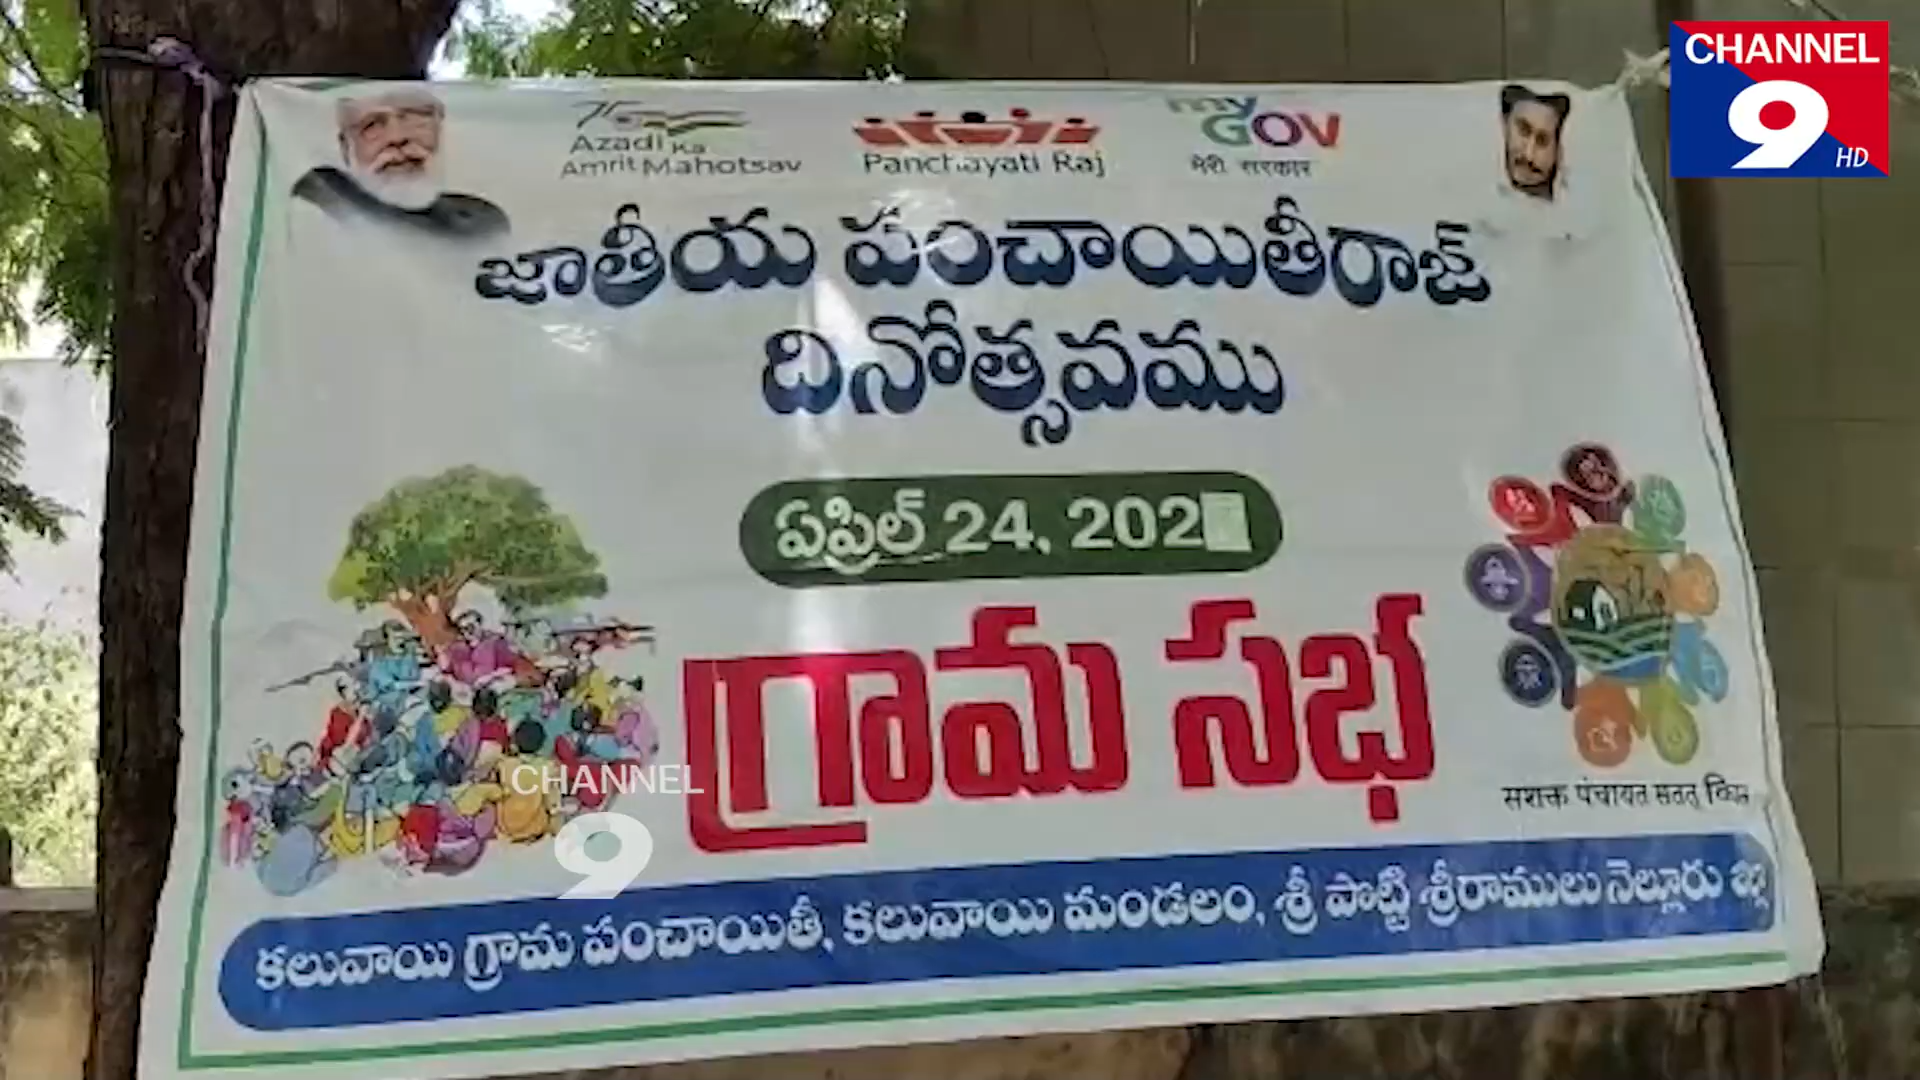 CHANNEL
9
HD
75
Azadi Ka
Amrit Mahotsav
Panchayati Raj
my
GOV
मेरी सरकार
జాతీయ పంచాయితీరాజ్
దినోత్సవము
ఏప్రిల్ 24, 202
గ్రామ సభ
सशक्त पंचायत सतत्
CHANNEL
9
కలువాయి గ్రామ పంచాయితీ, కలువాయి మండలం, శ్రీ పొట్టి శ్రీరాములు నెల్లూరు